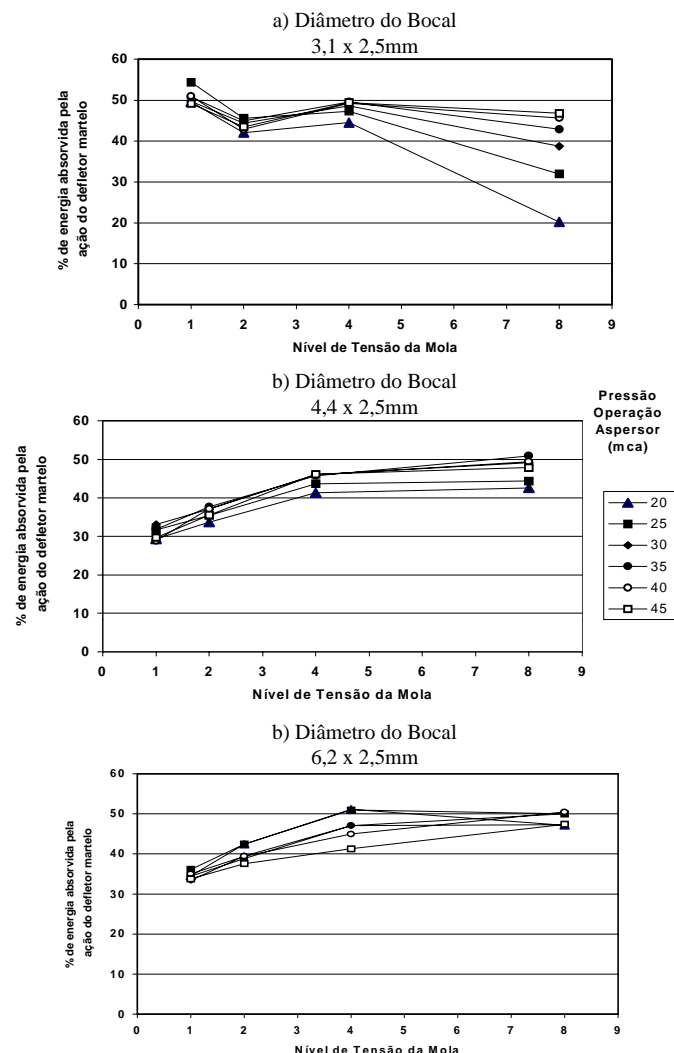 a) Diâmetro do Bocal
3,1 x 2,5mm
% de energia absorvida pela
ação do defletor martelo
60
50
40
30
20
10
0
0 1 2 3 4 5 6 7 8 9
Nível de Tensão da Mola
b) Diâmetro do Bocal
4,4 x 2,5mm
% de energia absorvida pela
ação do defletor martelo
60
50
40
30
20
10
0
0 1 2 3 4 5 6 7 8 9
Nível de Tensão da Mola
Pressão
Operação
Aspersor
(mca)
20
25
30
35
40
45
b) Diâmetro do Bocal
6,2 x 2,5mm
% de energia absorvida pela
ação do defletor martelo
60
50
40
30
20
10
0
0 1 2 3 4 5 6 7 8 9
Nível de Tensão da Mola